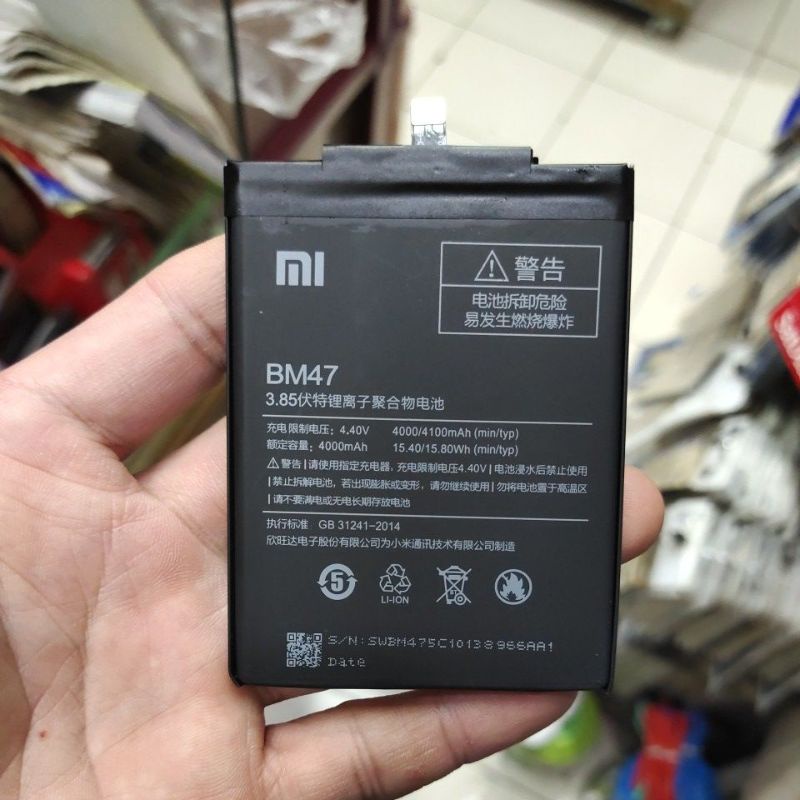 MI
警告
电池拆卸危险
易发生燃烧爆炸
BM47
3.85伏特锂离子聚合物电池
充电限制电压: 4.40V 4000/4100mAh (min/typ)
额定容量: 4000mAh 15.40/15.80Wh (min/typ)
警告|请使用指定充电器, 充电限制电压4.40V|电池浸水后禁止使用
|禁止拆解电池, 若出现膨胀或变形, 请勿继续使用|勿将电池置于高温区
|请不要满电或无电长期存放电池
执行标准 GB 31241-2014
欣旺达电子股份有限公司为小米通讯技术有限公司制造
5
LI-ION
S/N: SWBM475C10138966AA1
Date